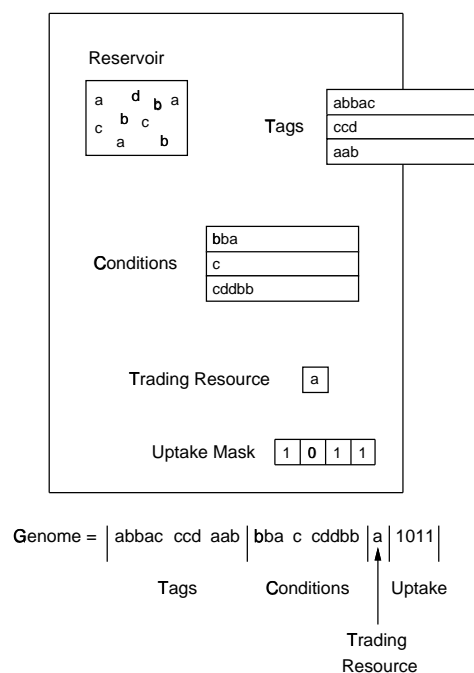 Reservoir
a d b a
c b c
a b
Tags
abbac
ccd
aab
Conditions
bba
c
cddbb
Trading Resource a
Uptake Mask 1 0 1 1
Genome = abbac ccd aab bba c cddbb a 1011
Tags Conditions Uptake
Trading
Resource